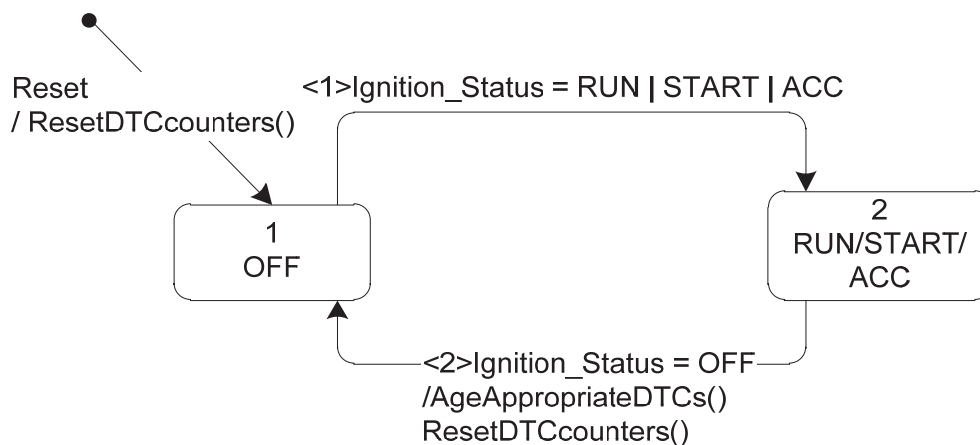 Reset
/ ResetDTCcounters()
<1>Ignition_Status = RUN | START | ACC
1
OFF
2
RUN/START/
ACC
<2>Ignition_Status = OFF
/AgeAppropriateDTCs()
ResetDTCcounters()